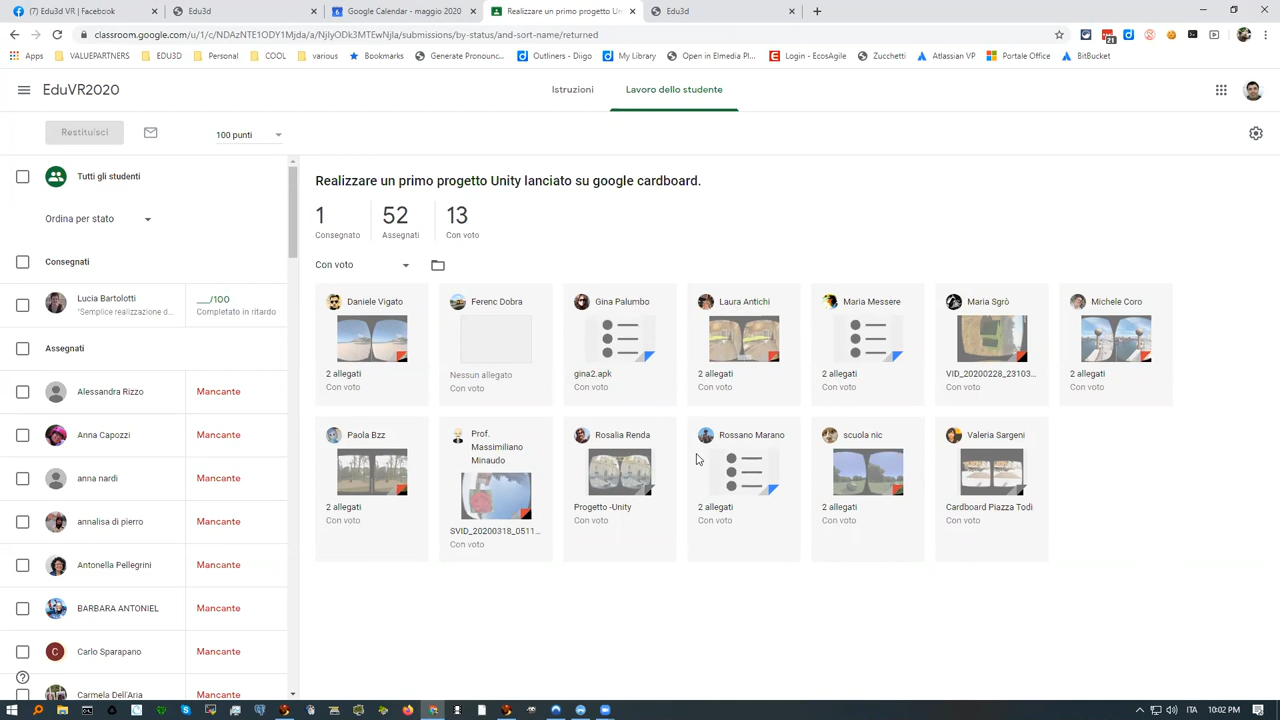 (7) Edu3D VR | Facebook
Edu3d
Google Calendar - maggio 2020
Realizzare un primo progetto Un
Edu3d
classroom.google.com/u/1/c/NDAzNTE1ODY1Mjda/a/NjIyODk3MTEwNjla/submissions/by-status/and-sort-name/returned
21
Apps
VALUEPARTNERS
EDU3D
Personal
COOL
various
Bookmarks
Generate Pronounc...
Outliners - Diigo
My Library
Open in Elmedia Pl...
Login - EcosAgile
Zucchetti
Atlassian VP
Portale Office
BitBucket
EduVR2020
Istruzioni
Lavoro dello studente
Restituisci
100 punti
Tutti gli studenti
Ordina per stato
Consegnati
Lucia Bartolotti
"Semplice realizzazione d...
___/100
Completato in ritardo
Assegnati
Alessandra Rizzo
Mancante
Anna Capozzi
Mancante
anna nardi
Mancante
annalisa di pierro
Mancante
Antonella Pellegrini
Mancante
BARBARA ANTONIEL
Mancante
C
Carlo Sparapano
Mancante
Carmela Dell'Aria
Mancante
Realizzare un primo progetto Unity lanciato su google cardboard.
1
Consegnato
52
Assegnati
13
Con voto
Con voto
Daniele Vigato
2 allegati
Con voto
Ferenc Dobra
Nessun allegato
Con voto
Gina Palumbo
gina2.apk
Con voto
Laura Antichi
2 allegati
Con voto
Maria Messere
2 allegati
Con voto
Maria Sgrò
VID_20200228_23103...
Con voto
Michele Coro
2 allegati
Con voto
Paola Bzz
2 allegati
Con voto
Prof.
Massimiliano
Minaudo
SVID_20200318_0511...
Con voto
Rosalia Renda
Progetto -Unity
Con voto
Rossano Marano
2 allegati
Con voto
scuola nic
2 allegati
Con voto
Valeria Sargeni
Cardboard Piazza Todi
Con voto
ITA
10:02 PM